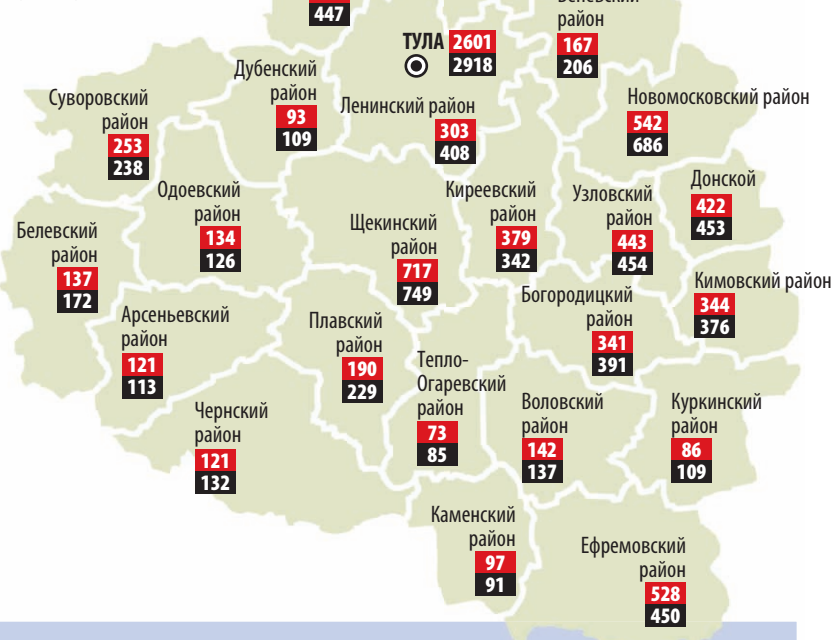 447
район
167
206
ТУЛА 2601
2918
Дубенский
район
93
109
Ленинский район
303
408
Суворовский
район
253
238
Новомосковский район
542
686
Одоевский
район
134
126
Киреевский
район
379
342
Узловский
район
443
454
Донской
422
453
Щекинский
район
717
749
Белевский
район
137
172
Кимовский район
344
376
Богородицкий
район
341
391
Арсеньевский
район
121
113
Плавский
район
190
229
Тепло-
Огаревский
район
73
85
Воловский
район
142
137
Куркинский
район
86
109
Чернский
район
121
132
Каменский
район
97
91
Ефремовский
район
528
450